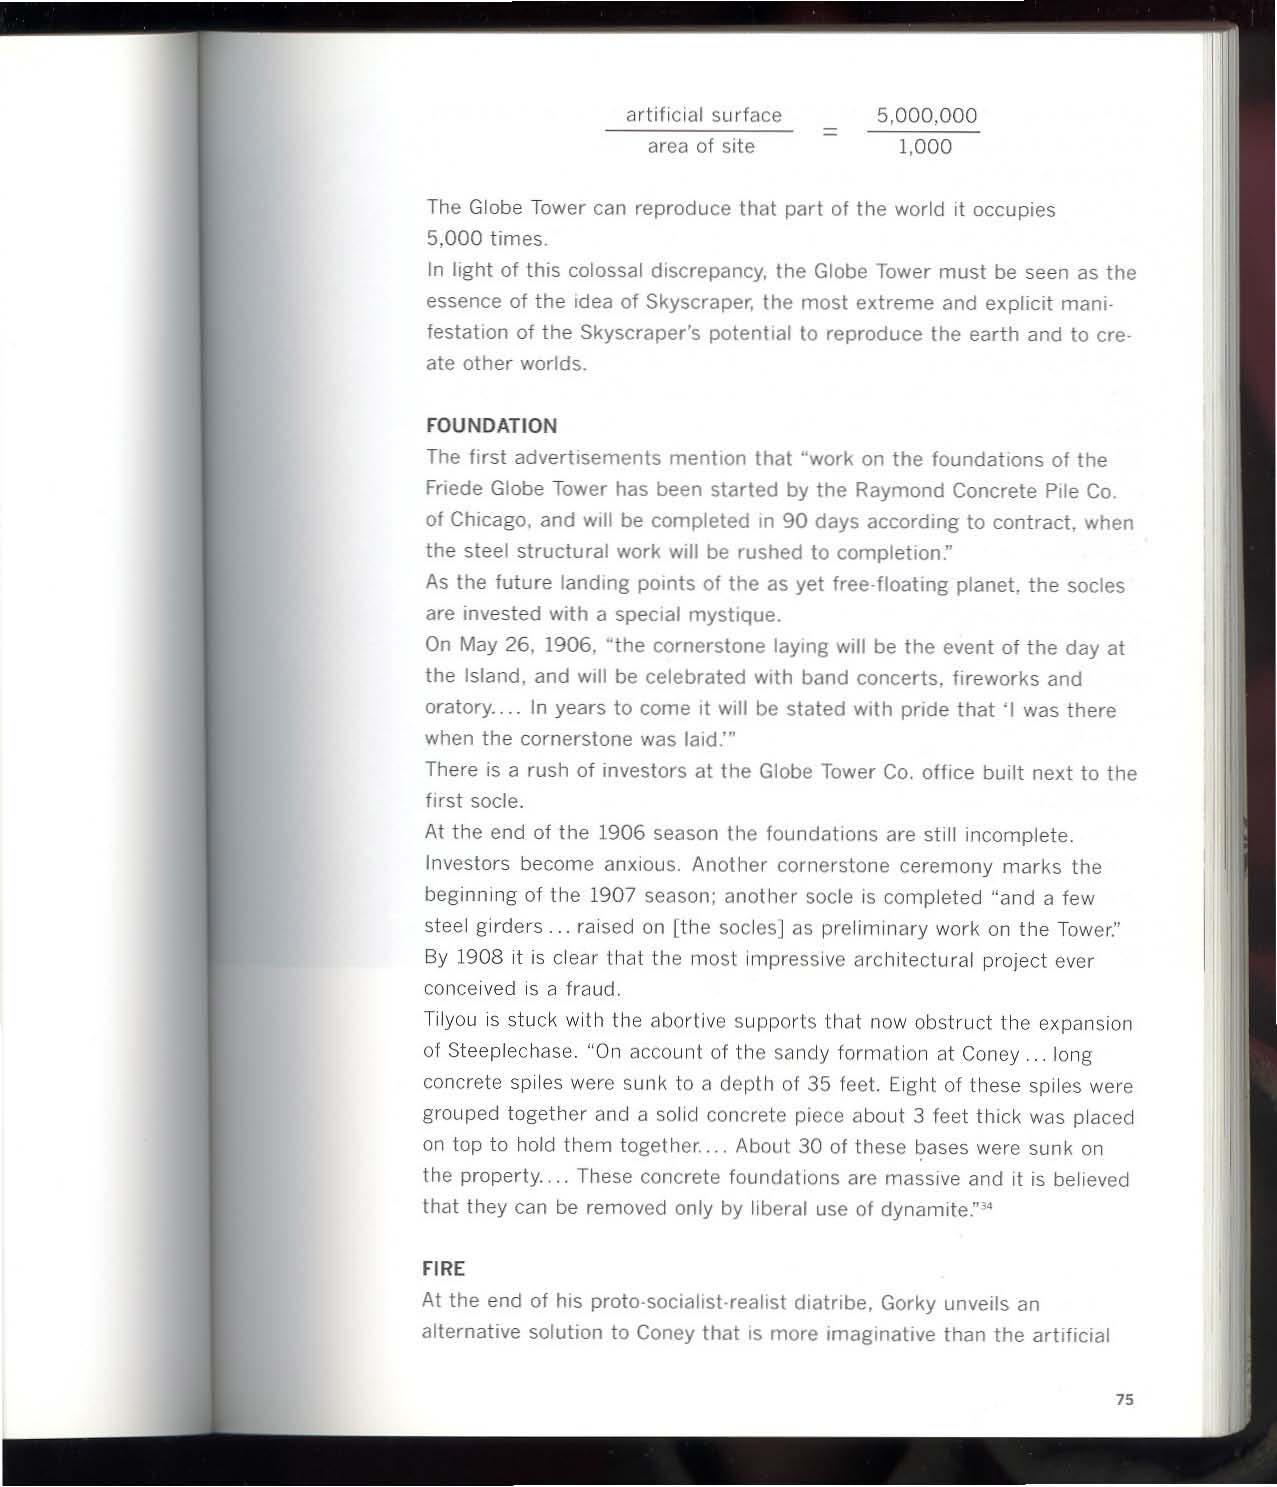 artificial surface = 5,000,000
area of site 1,000
The Globe Tower can reproduce that part of the world it occupies
5,000 times.
In light of this colossal discrepancy, the Globe Tower must be seen as the
essence of the idea of Skyscraper, the most extreme and explicit mani-
festation of the Skyscraper's potential to reproduce the earth and to cre-
ate other worlds.
FOUNDATION
The first advertisements mention that “work on the foundations of the
Friede Globe Tower has been started by the Raymond Concrete Pile Co.
of Chicago, and will be completed in 90 days according to contract, when
the steel structural work will be rushed to completion.”
As the future landing points of the as yet free-floating planet, the socles
are invested with a special mystique.
On May 26, 1906, “the cornerstone laying will be the event of the day at
the Island, and will be celebrated with band concerts, fireworks and
oratory.... In years to come it will be stated with pride that ‘I was there
when the cornerstone was laid.’”
There is a rush of investors at the Globe Tower Co. office built next to the
first socle.
At the end of the 1906 season the foundations are still incomplete.
Investors become anxious. Another cornerstone ceremony marks the
beginning of the 1907 season; another socle is completed “and a few
steel girders ... raised on [the socles] as preliminary work on the Tower.”
By 1908 it is clear that the most impressive architectural project ever
conceived is a fraud.
Tilyou is stuck with the abortive supports that now obstruct the expansion
of Steeplechase. “On account of the sandy formation at Coney ... long
concrete spiles were sunk to a depth of 35 feet. Eight of these spiles were
grouped together and a solid concrete piece about 3 feet thick was placed
on top to hold them together.... About 30 of these bases were sunk on
the property.... These concrete foundations are massive and it is believed
that they can be removed only by liberal use of dynamite.”34
FIRE
At the end of his proto-socialist-realist diatribe, Gorky unveils an
alternative solution to Coney that is more imaginative than the artificial
75